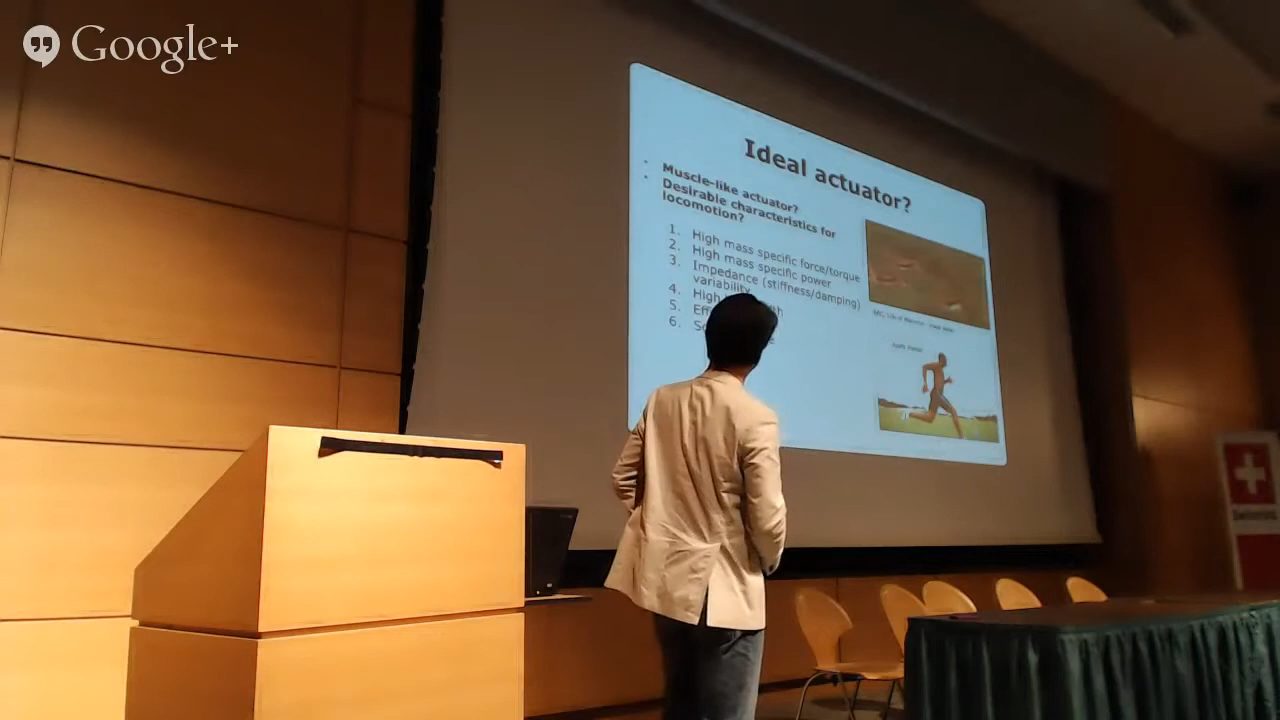 Google+
Ideal actuator?
Muscle-like actuator?
Desirable characteristics for
locomotion?
1. High mass specific force/torque
2. High mass specific power
3. Impedance (stiffness/damping)
variability
4. High
5.
6.